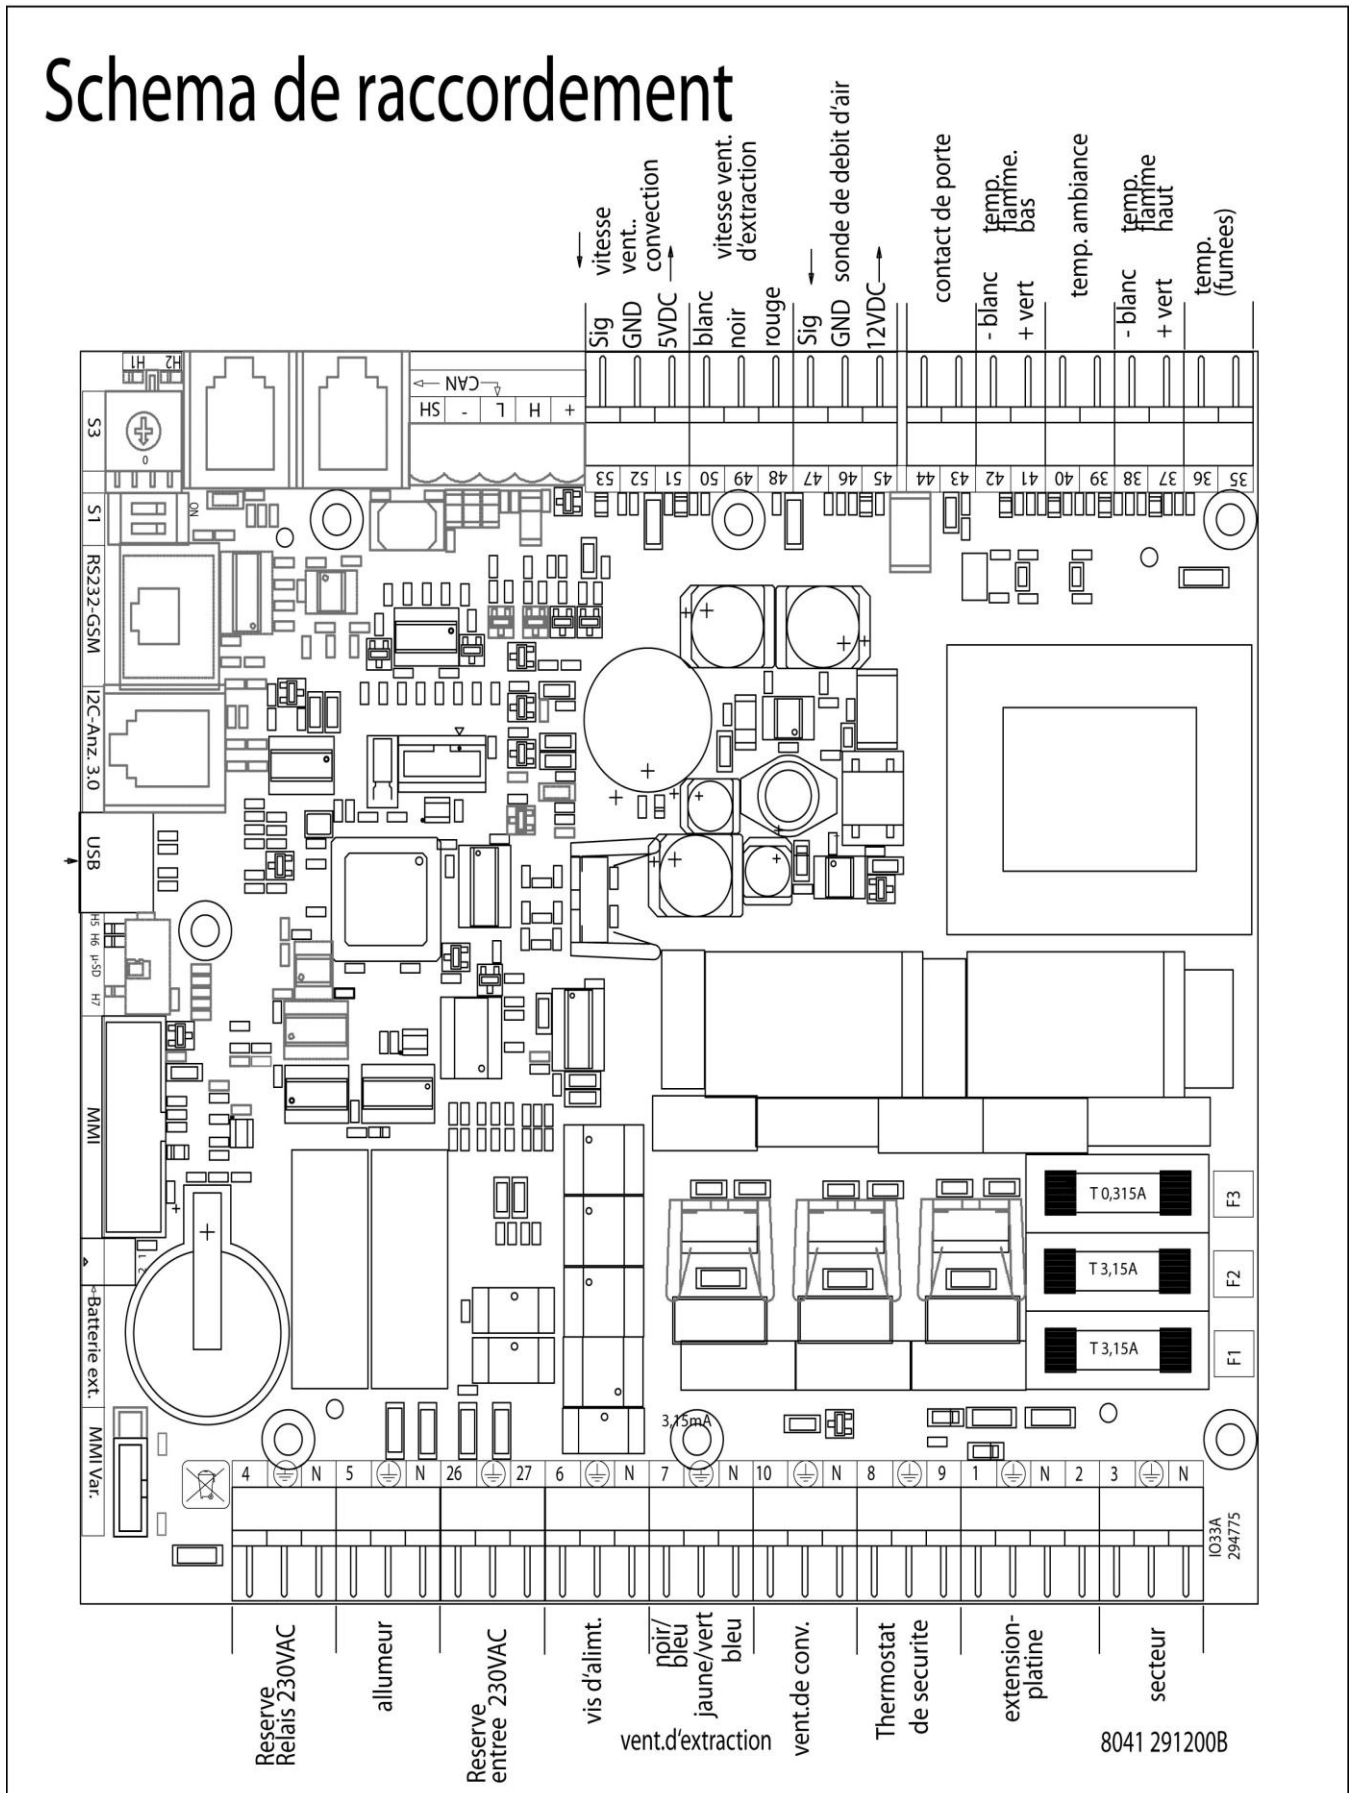 Schema de raccordement
vitesse
vent..
convection
vitesse vent.
d'extraction
sonde de debit d'air
contact de porte
temp.
flamme.
bas
temp. ambiance
temp.
flamme
haut
temp.
(fumees)
Sig
GND
5VDC
blanc
noir
rouge
Sig
GND
12VDC
- blanc
+ vert
- blanc
+ vert
H1
H2
CAN
SH
-
L
H
+
53
52
51
50
49
48
47
46
45
44
43
42
41
40
39
38
37
36
35
S3
0
S1
ON
RS232-GSM
I2C-Anz. 3.0
USB
H5
H6
µ-SD
H7
MMI
1
2
Batterie ext.
MMI Var.
T 0,315A
F3
T 3,15A
F2
T 3,15A
F1
3,15mA
4
N
5
N
26
27
6
N
7
N
10
N
8
9
1
N
2
3
N
IO33A
294775
Reserve
Relais 230VAC
allumeur
Reserve
entree 230VAC
vis d'alimt.
noir/
bleu
jaune/vert
bleu
vent.d'extraction
vent.de conv.
Thermostat
de securite
extension-
platine
secteur
8041 291200B